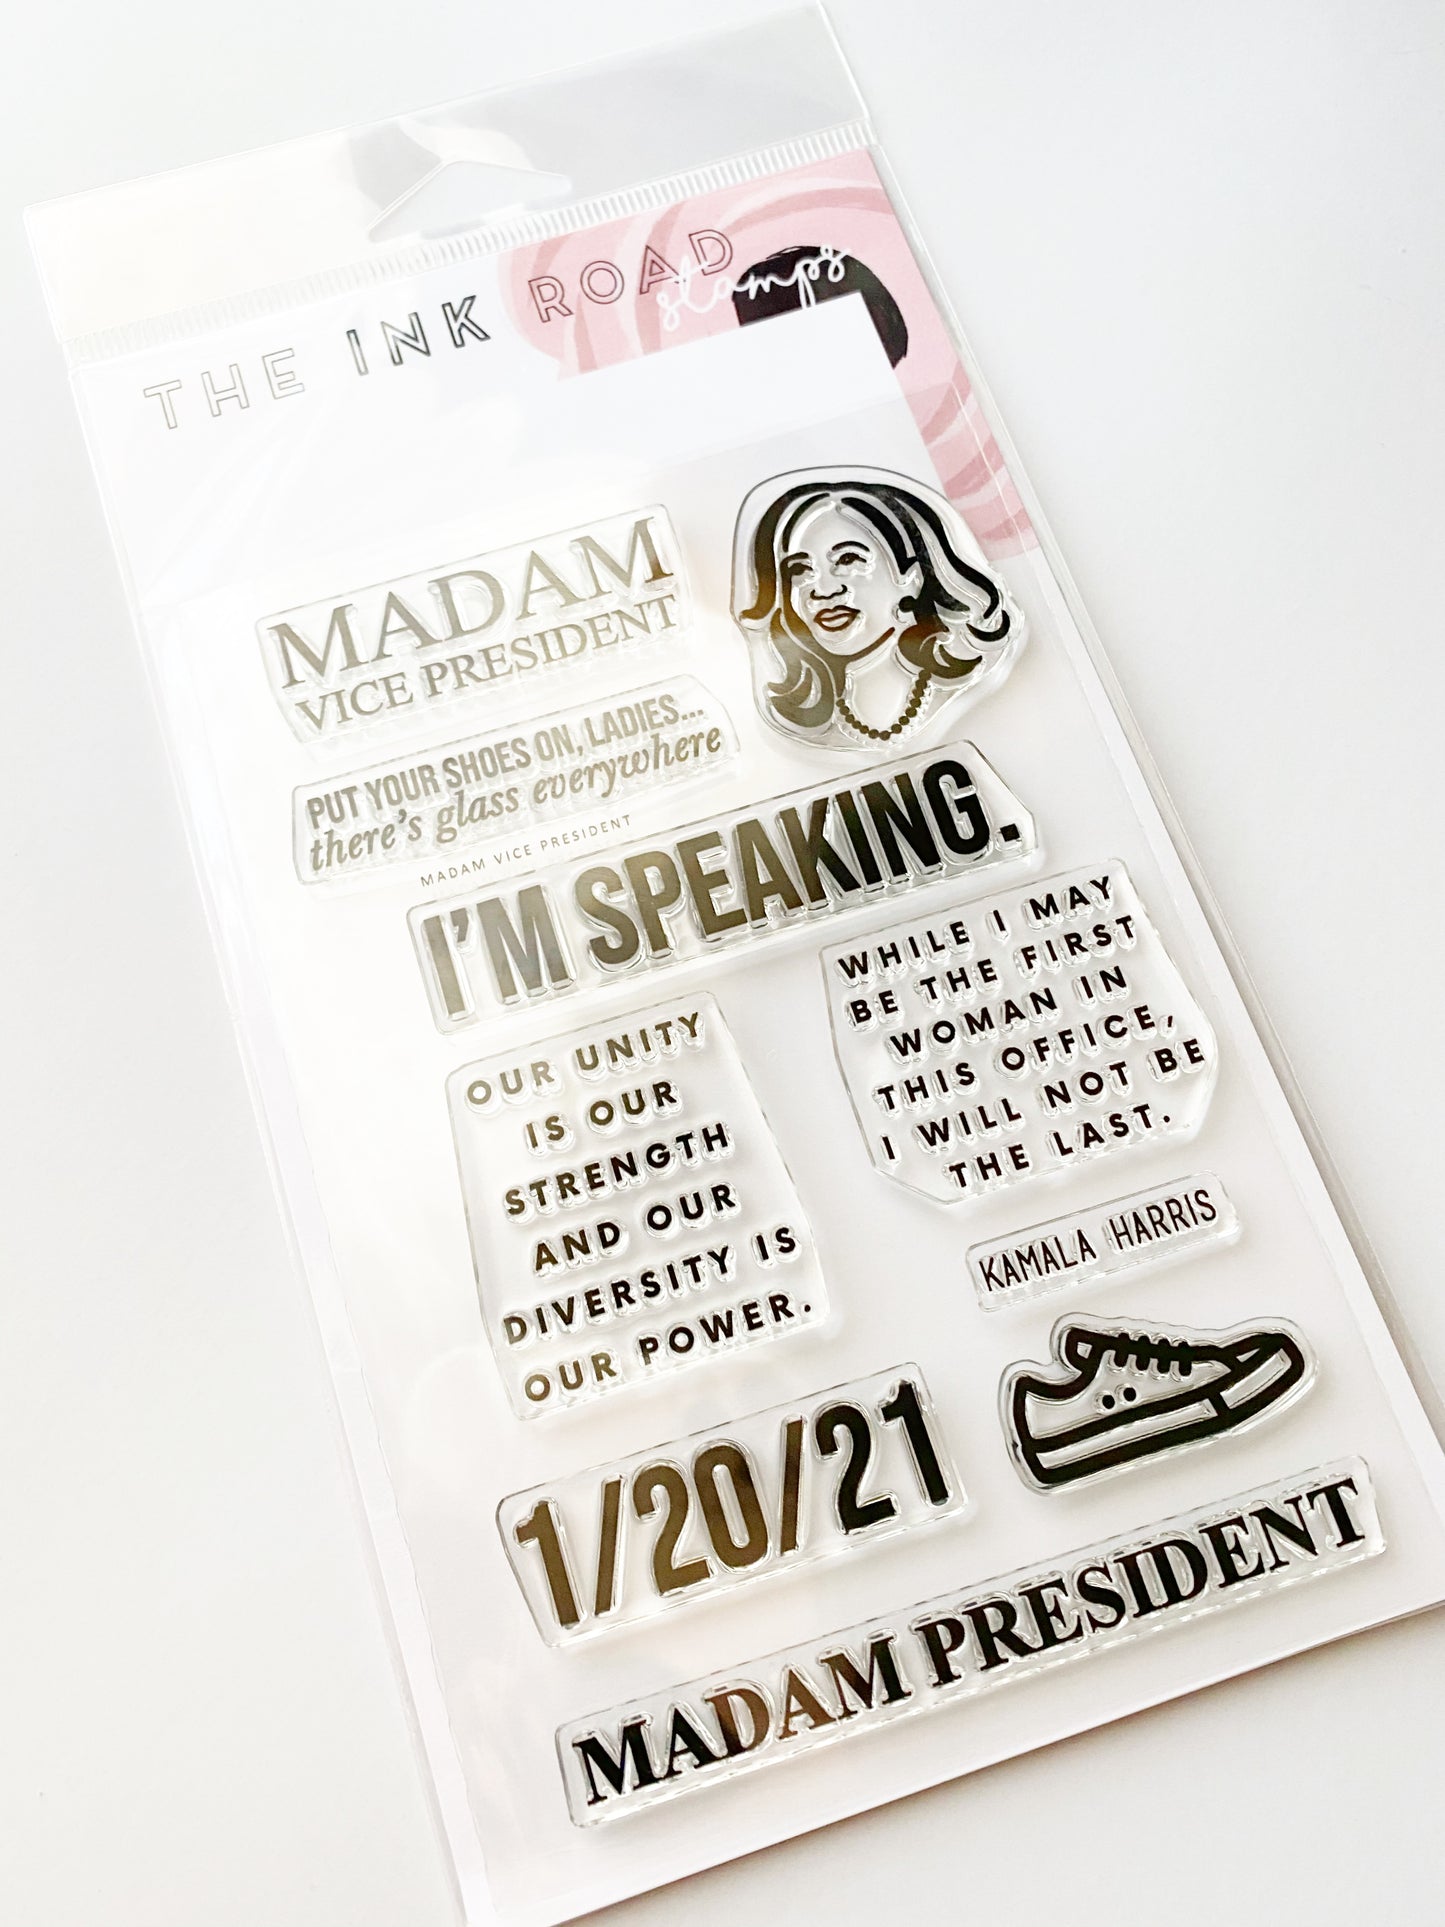 THE INK ROAD
stamps
MADAM
VICE PRESIDENT
PUT YOUR SHOES ON, LADIES...
there's glass everywhere
MADAM VICE PRESIDENT
I'M SPEAKING.
WHILE I MAY
BE THE FIRST
WOMAN IN
THIS OFFICE,
I WILL NOT BE
THE LAST.
OUR UNITY
IS OUR
STRENGTH
AND OUR
DIVERSITY IS
OUR POWER.
KAMALA HARRIS
1/20/21
MADAM PRESIDENT